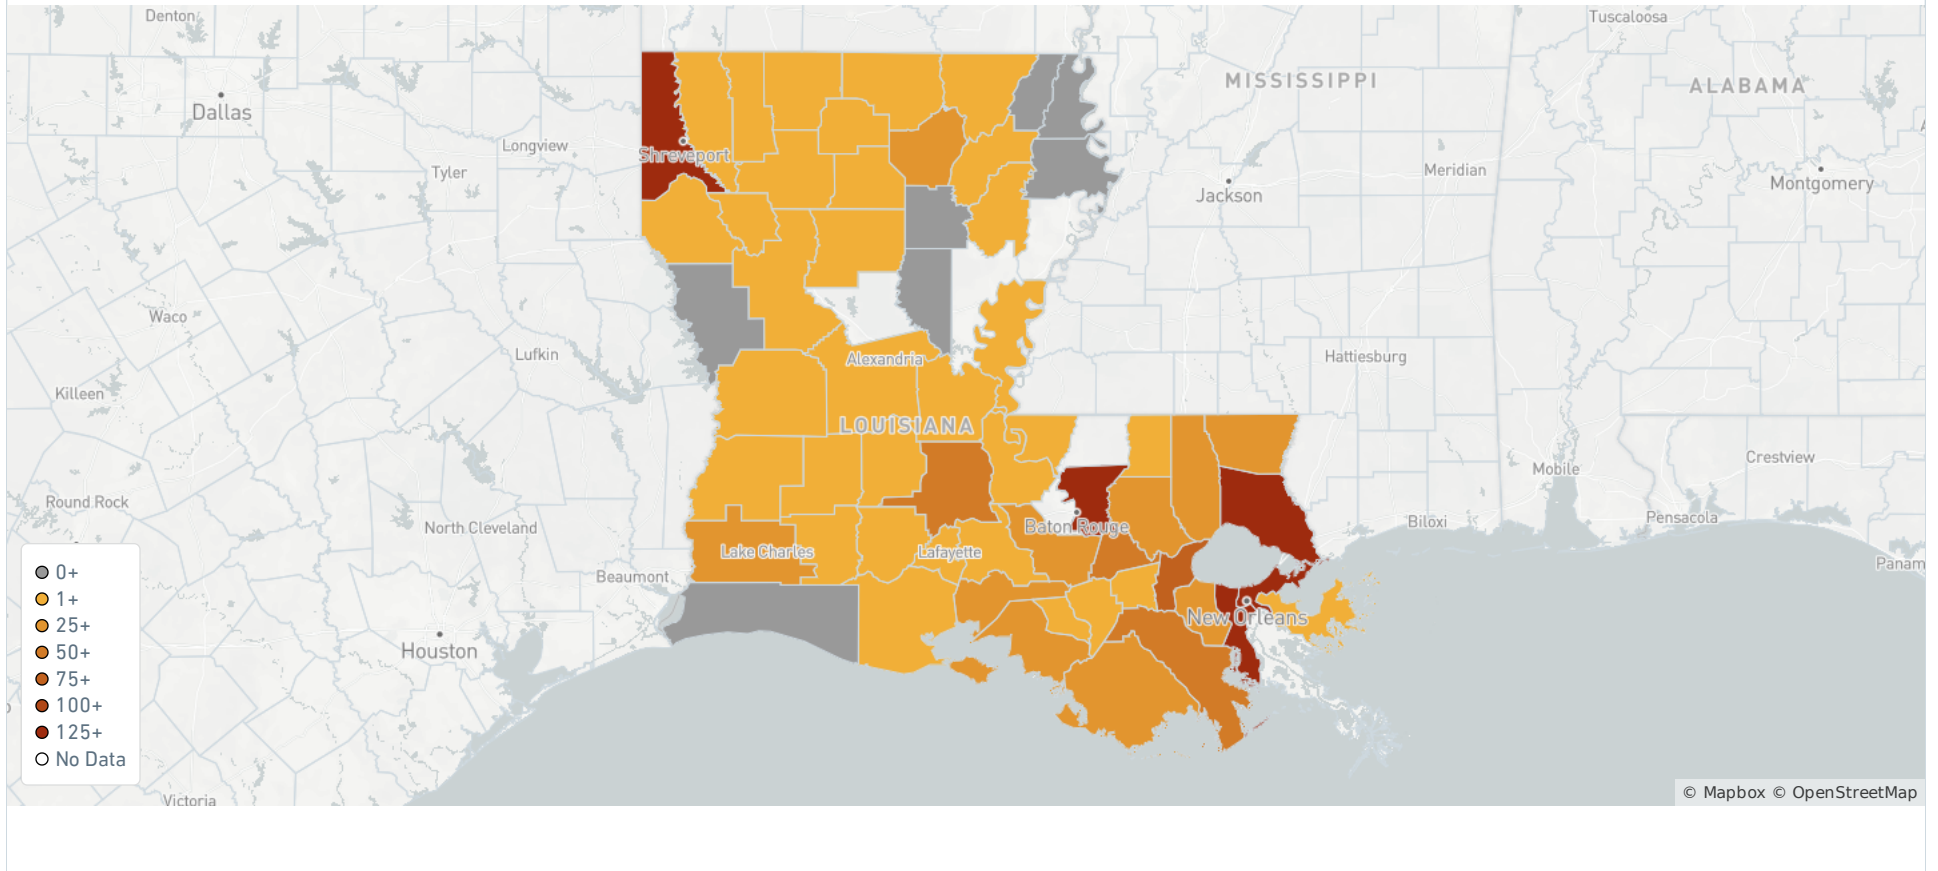 Denton
Tuscaloosa
MISSISSIPPI
ALABAMA
Dallas
Longview
Shreveport
Tyler
Meridian
Jackson
Montgomery
Waco
Lufkin
Alexandria
Hattiesburg
Killeen
LOUISIANA
Crestview
Mobile
Round Rock
North Cleveland
Baton Rouge
Biloxi
Pensacola
Lake Charles
Lafayette
Beaumont
Panam
New Orleans
Houston
Victoria
0+
1+
25+
50+
75+
100+
125+
No Data
© Mapbox © OpenStreetMap